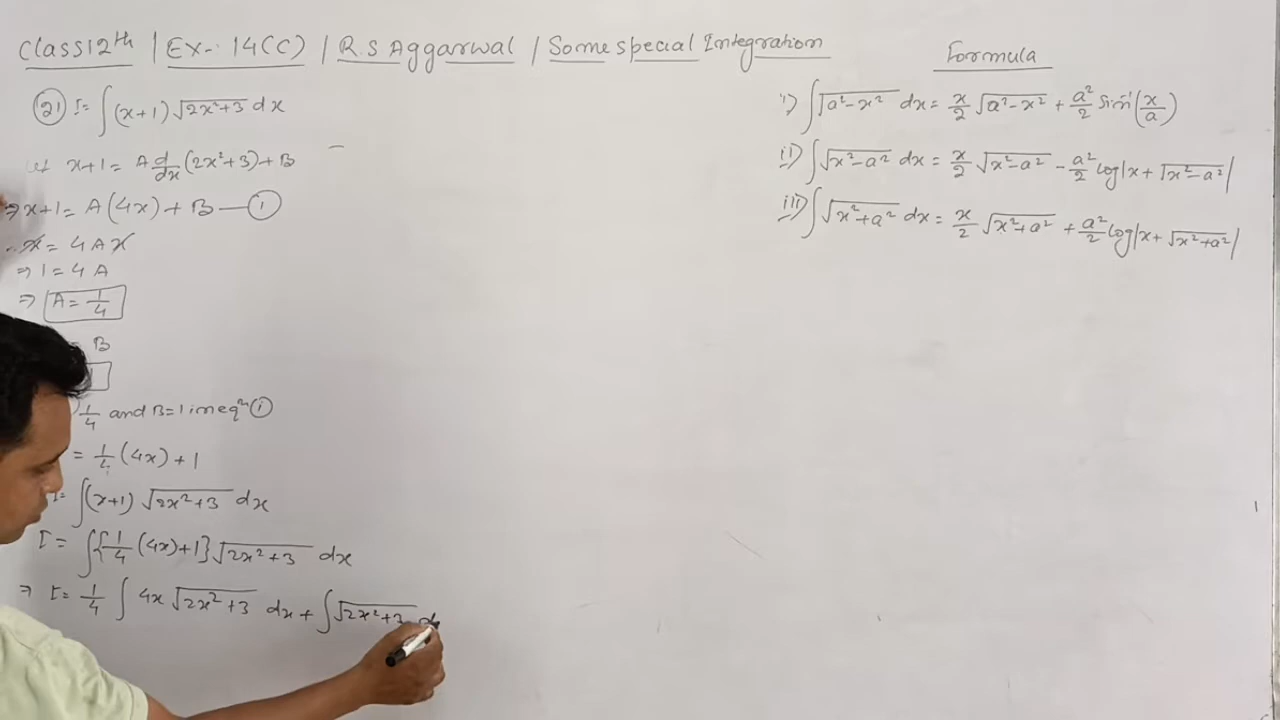 Class 12th / EX-: 14(C) / R.S Aggarwal / Some special Integration
(21) I = ∫(x+1) √(2x²+3) dx
Let x+1 = A d/dx (2x²+3) + B
⇒ x+1 = A(4x) + B — (i)
x = 4Ax
⇒ 1 = 4A
⇒ A = 1/4
= B
1/4 and B=1 in eqⁿ (i)
= 1/4 (4x) + 1
I = ∫(x+1) √(2x²+3) dx
I = ∫{1/4 (4x)+1} √(2x²+3) dx
⇒ I = 1/4 ∫ 4x √(2x²+3) dx + ∫√(2x²+3) dx
Formula
i) ∫√(a²-x²) dx = x/2 √(a²-x²) + a²/2 Sin⁻¹(x/a)
ii) ∫√(x²-a²) dx = x/2 √(x²-a²) - a²/2 log|x + √(x²-a²)|
iii) ∫√(x²+a²) dx = x/2 √(x²+a²) + a²/2 log|x + √(x²+a²)|